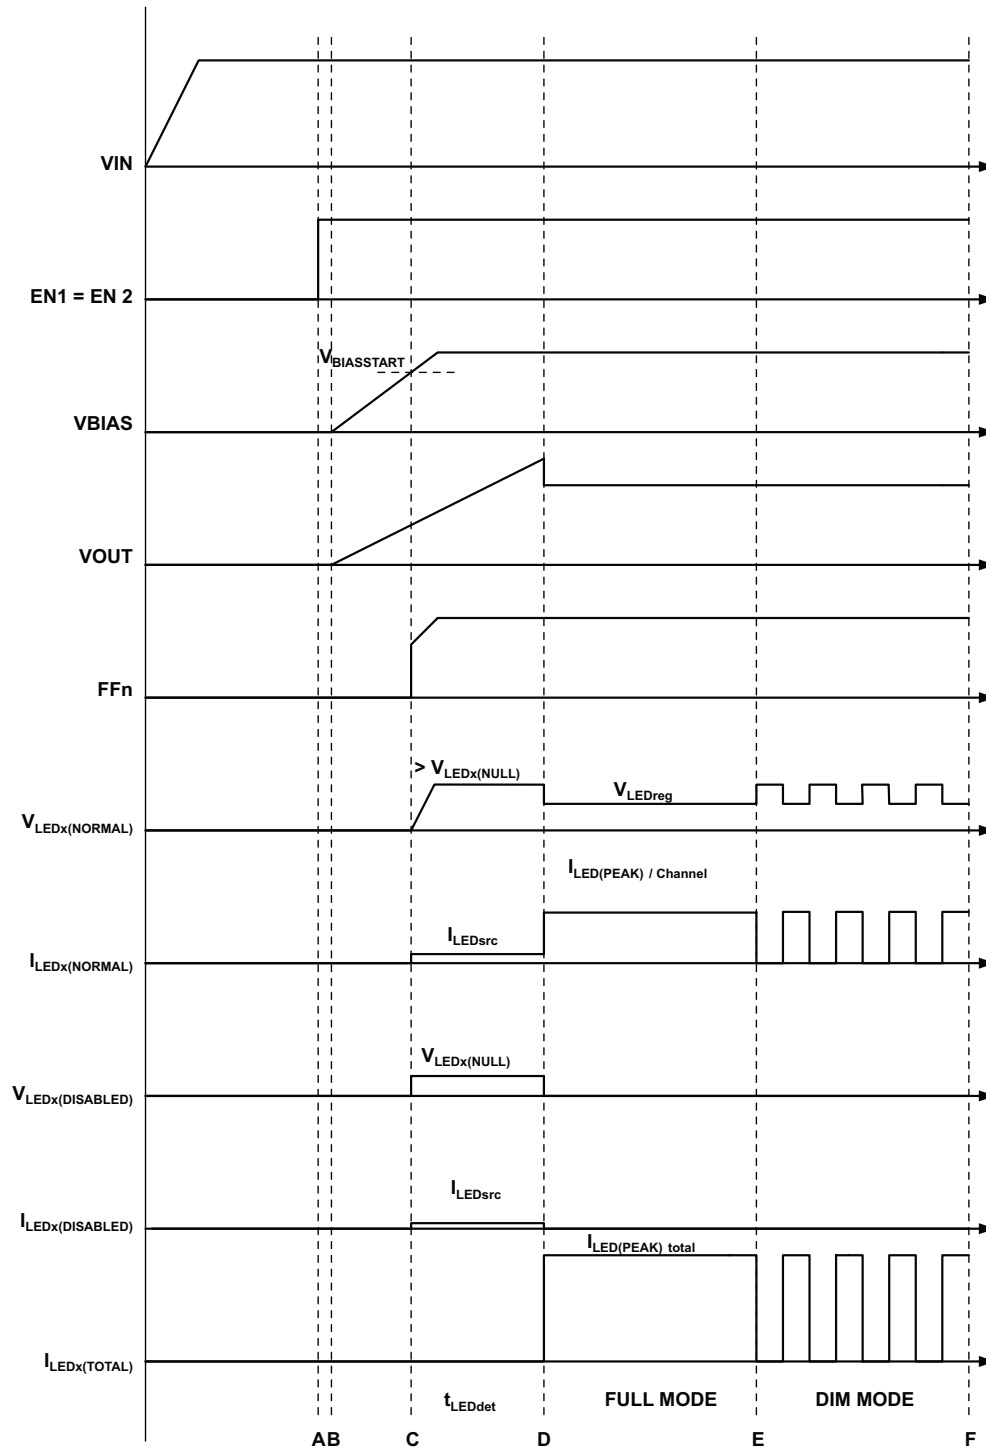 VIN
EN1 = EN 2
VBIASSTART
VBIAS
VOUT
FFn
> VLEDx(NULL)
VLEDreg
VLEDx(NORMAL)
ILED(PEAK) / Channel
ILEDsrc
ILEDx(NORMAL)
VLEDx(NULL)
VLEDx(DISABLED)
ILEDsrc
ILEDx(DISABLED)
ILED(PEAK) total
ILEDx(TOTAL)
tLEDdet FULL MODE DIM MODE
A B C D E F